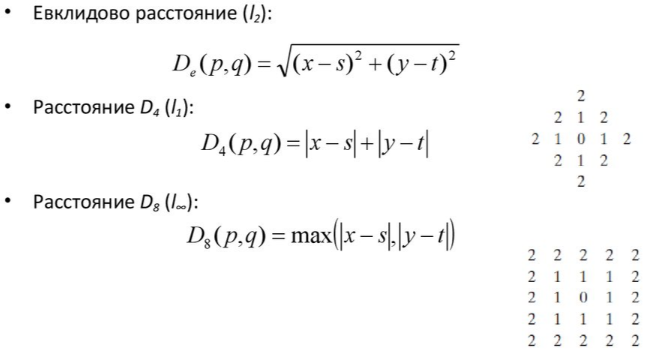 • Евклидово расстояние (l₂):
Dₑ(p,q) = √((x − s)² + (y − t)²)
• Расстояние D₄ (l₁):
D₄(p,q) = |x − s| + |y − t|
2
2 1 2
2 1 0 1 2
2 1 2
2
• Расстояние D₈ (l∞):
D₈(p,q) = max(|x − s|,|y − t|)
2 2 2 2 2
2 1 1 1 2
2 1 0 1 2
2 1 1 1 2
2 2 2 2 2